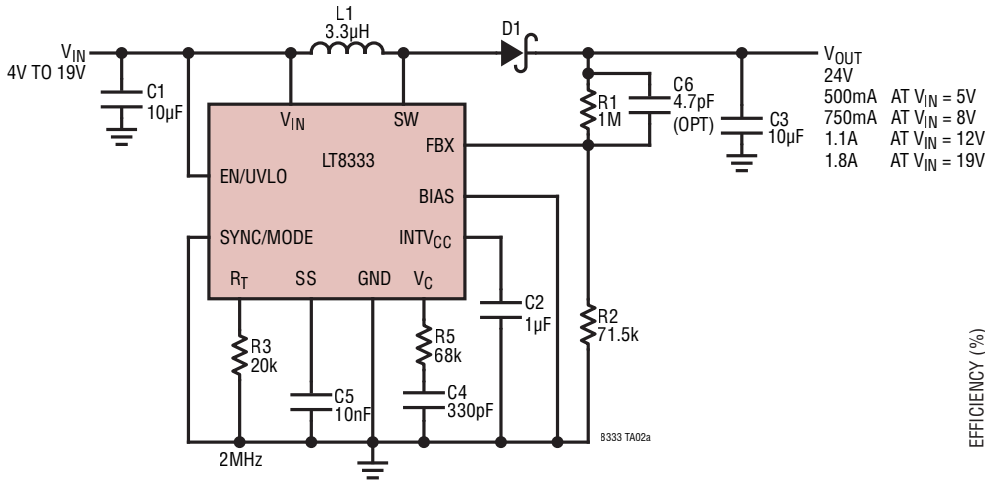 L1
3.3µH
D1
VIN
4V TO 19V
C1
10µF
VIN
SW
LT8333
FBX
EN/UVLO
BIAS
SYNC/MODE
INTVCC
RT
SS
GND
VC
R1
1M
C6
4.7pF
(OPT)
C3
10µF
VOUT
24V
500mA AT VIN = 5V
750mA AT VIN = 8V
1.1A AT VIN = 12V
1.8A AT VIN = 19V
C2
1µF
R2
71.5k
R3
20k
R5
68k
C5
10nF
C4
330pF
8333 TA02a
2MHz
EFFICIENCY (%)